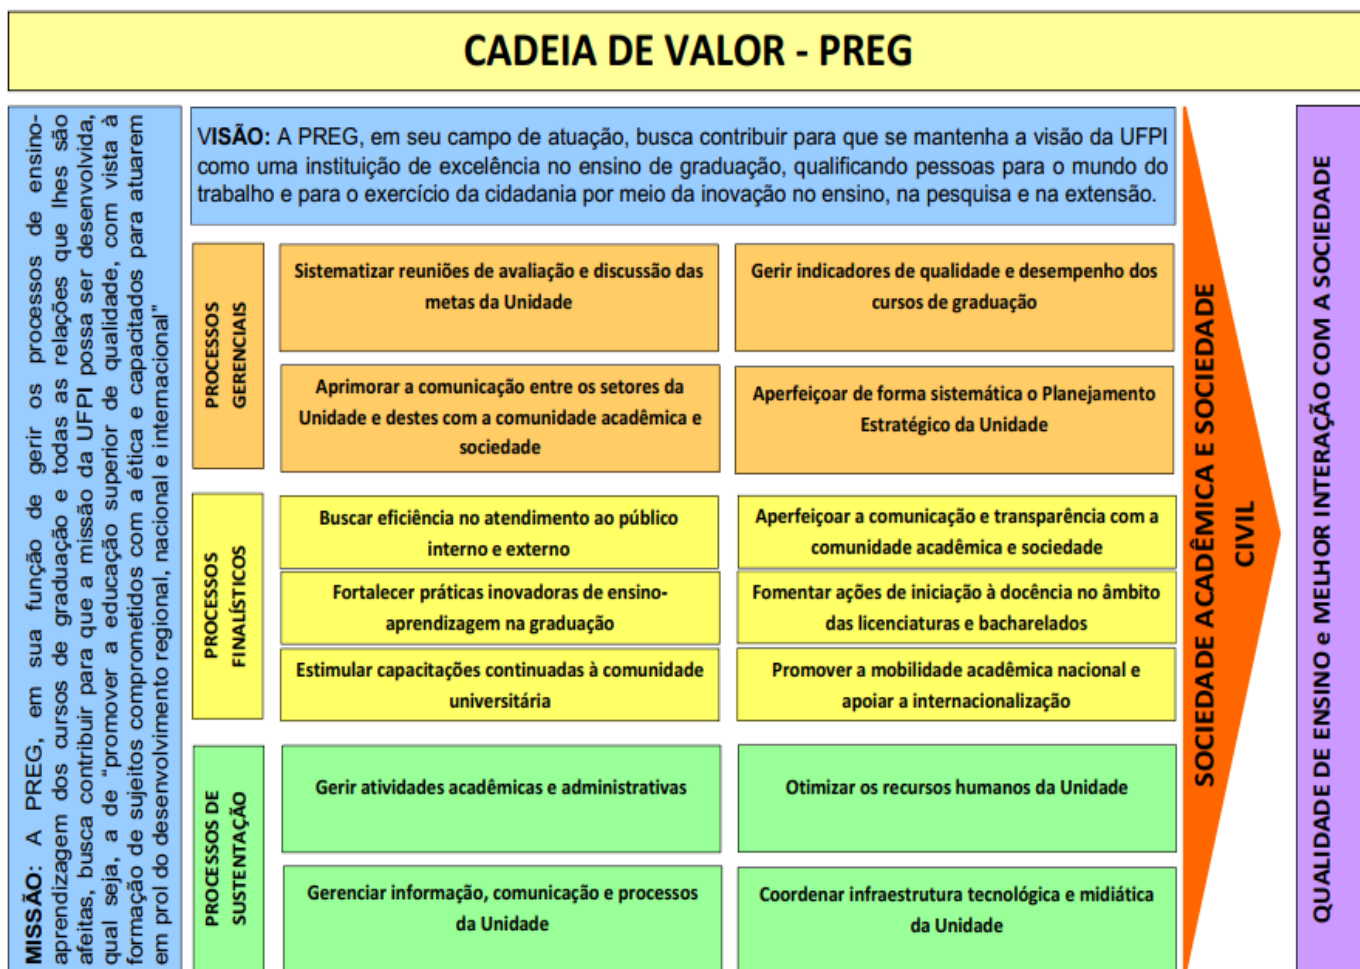 CADEIA DE VALOR - PREG
MISSÃO: A PREG, em sua função de gerir os processos de ensino-
aprendizagem dos cursos de graduação e todas as relações que lhes são
afeitas, busca contribuir para que a missão da UFPI possa ser desenvolvida,
qual seja, a de “promover a educação superior de qualidade, com vista à
formação de sujeitos comprometidos com a ética e capacitados para atuarem
em prol do desenvolvimento regional, nacional e internacional”
VISÃO: A PREG, em seu campo de atuação, busca contribuir para que se mantenha a visão da UFPI
como uma instituição de excelência no ensino de graduação, qualificando pessoas para o mundo do
trabalho e para o exercício da cidadania por meio da inovação no ensino, na pesquisa e na extensão.
PROCESSOS
GERENCIAIS
Sistematizar reuniões de avaliação e discussão das
metas da Unidade
Gerir indicadores de qualidade e desempenho dos
cursos de graduação
Aprimorar a comunicação entre os setores da
Unidade e destes com a comunidade acadêmica e
sociedade
Aperfeiçoar de forma sistemática o Planejamento
Estratégico da Unidade
PROCESSOS
FINALÍSTICOS
Buscar eficiência no atendimento ao público
interno e externo
Aperfeiçoar a comunicação e transparência com a
comunidade acadêmica e sociedade
Fortalecer práticas inovadoras de ensino-
aprendizagem na graduação
Fomentar ações de iniciação à docência no âmbito
das licenciaturas e bacharelados
Estimular capacitações continuadas à comunidade
universitária
Promover a mobilidade acadêmica nacional e
apoiar a internacionalização
PROCESSOS DE
SUSTENTAÇÃO
Gerir atividades acadêmicas e administrativas
Otimizar os recursos humanos da Unidade
Gerenciar informação, comunicação e processos
da Unidade
Coordenar infraestrutura tecnológica e midiática
da Unidade
SOCIEDADE ACADÊMICA E SOCIEDADE
CIVIL
QUALIDADE DE ENSINO e MELHOR INTERAÇÃO COM A SOCIEDADE